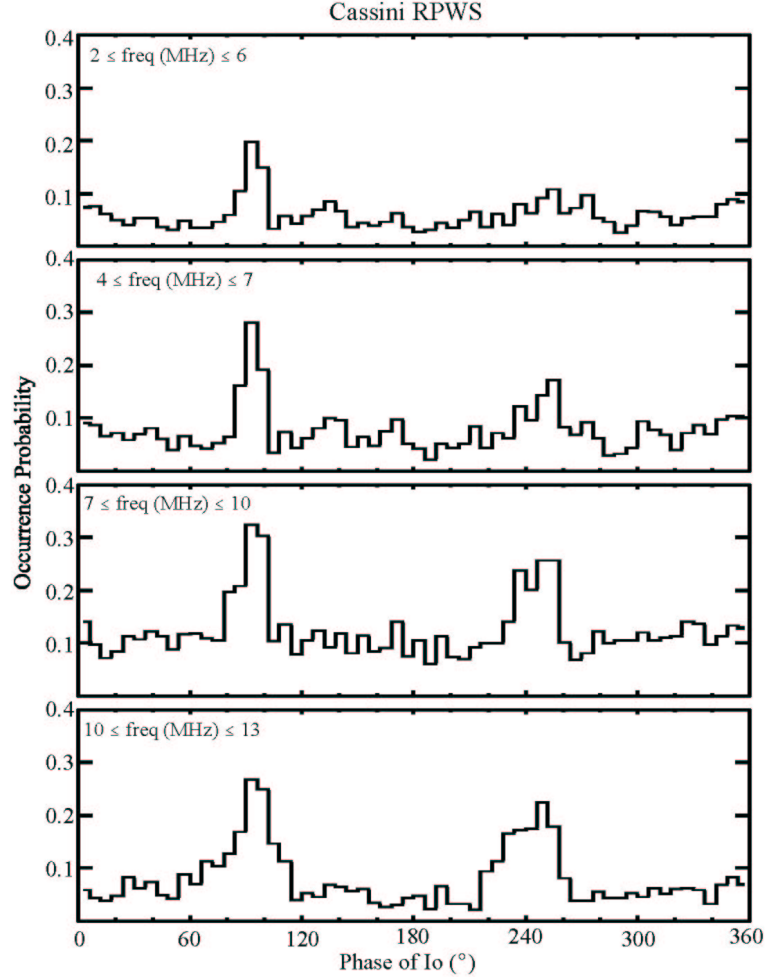 Cassini RPWS
0.4
2 ≤ freq (MHz) ≤ 6
0.3
0.2
0.1
0.4
4 ≤ freq (MHz) ≤ 7
0.3
0.2
0.1
Occurrence Probability
0.4
7 ≤ freq (MHz) ≤ 10
0.3
0.2
0.1
0.4
10 ≤ freq (MHz) ≤ 13
0.3
0.2
0.1
0 60 120 180 240 300 360
Phase of Io (°)